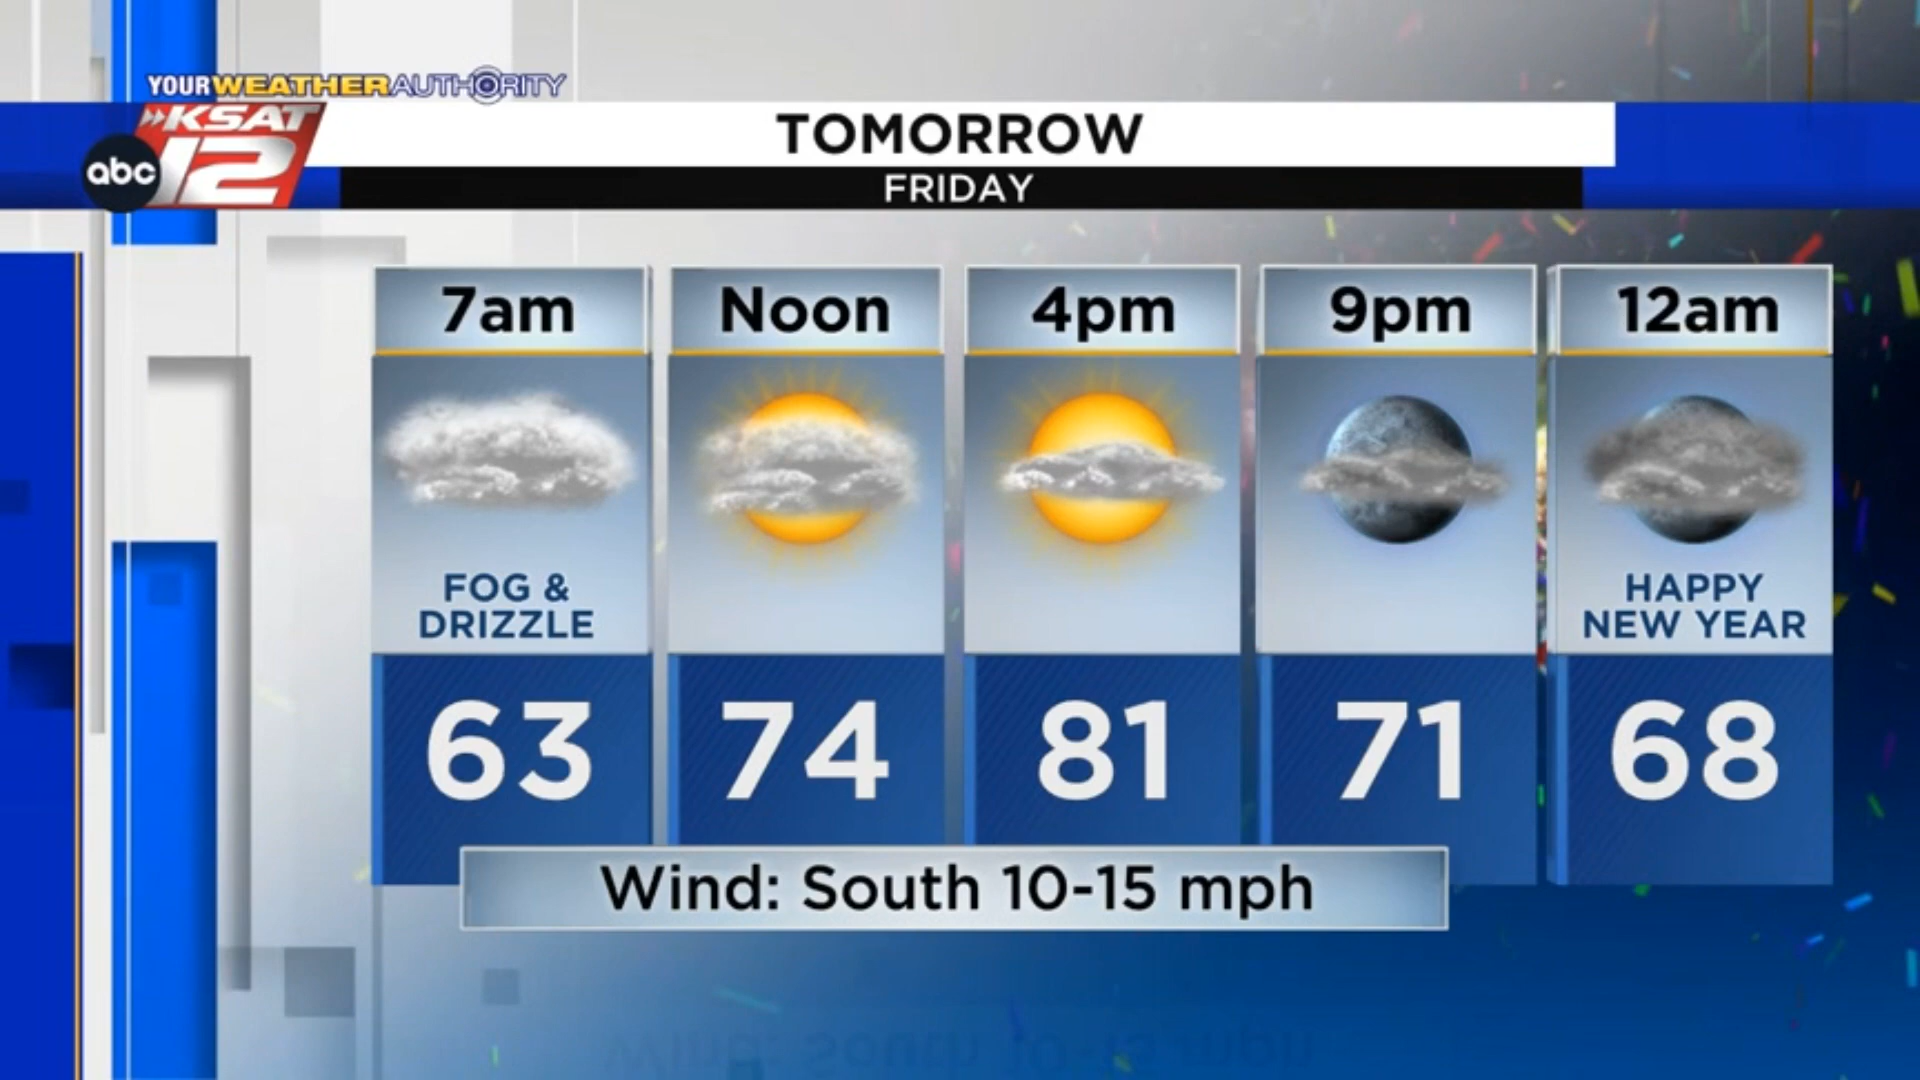 YOURWEATHERAUTHORITY
KSAT
abc 12
TOMORROW
FRIDAY
7am Noon 4pm 9pm 12am
FOG &
DRIZZLE
HAPPY
NEW YEAR
63 74 81 71 68
Wind: South 10-15 mph